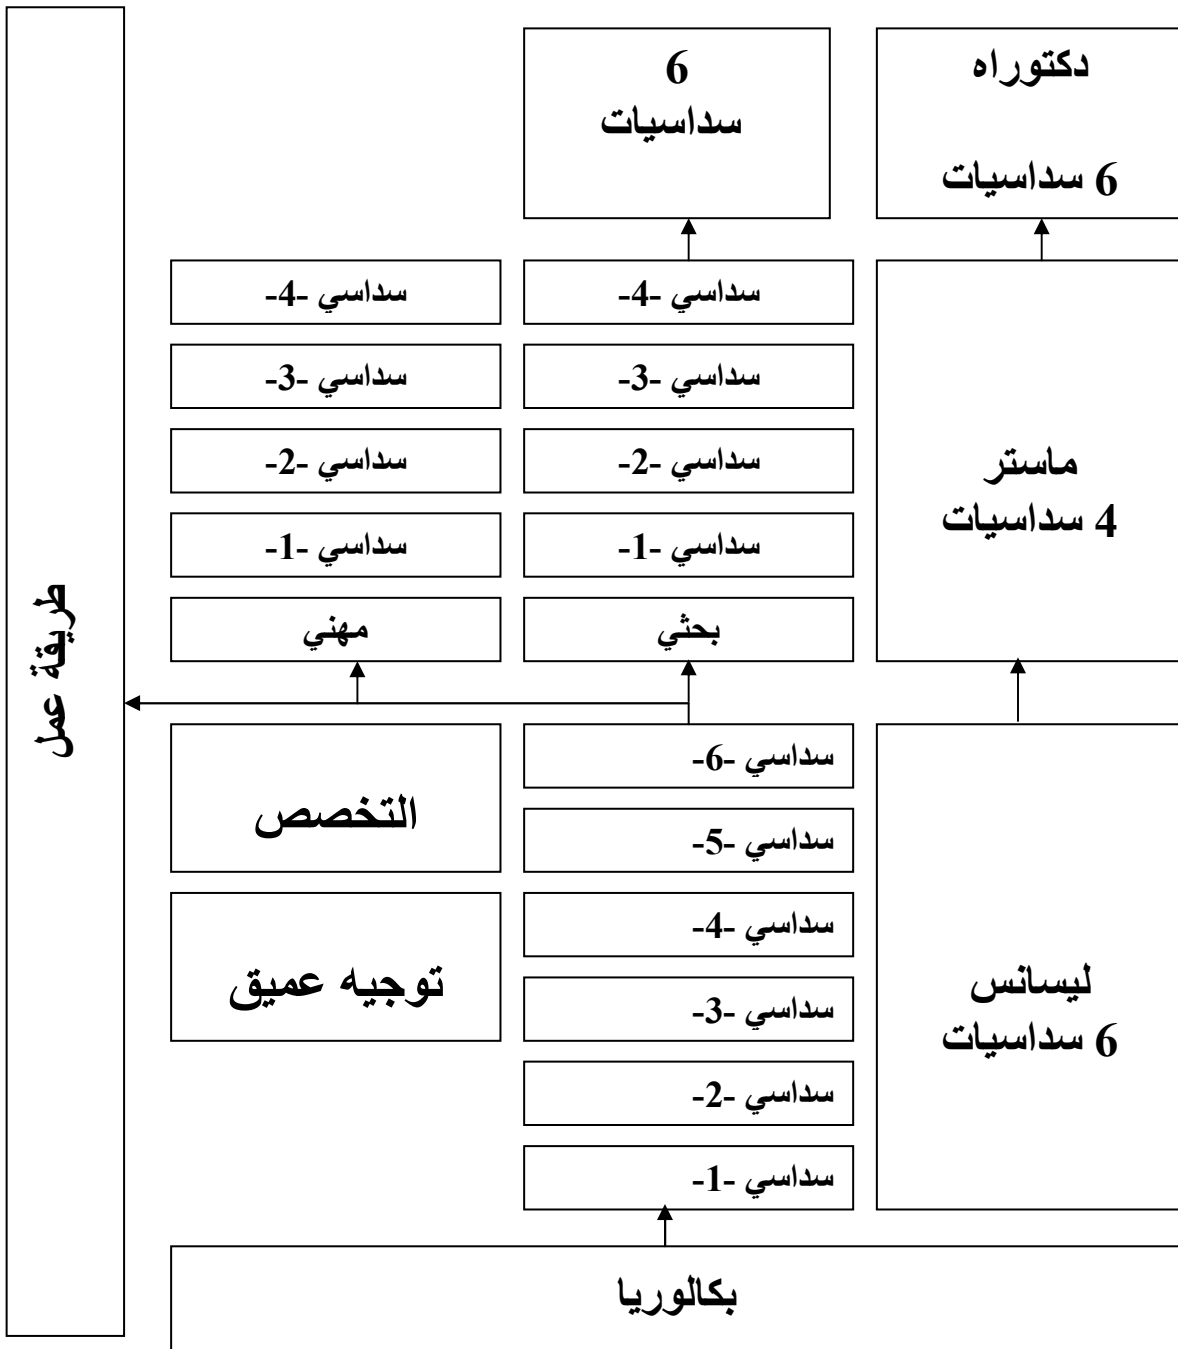 دكتوراه
6 سداسيات
6
سداسيات
سداسي -4-
سداسي -4-
سداسي -3-
سداسي -3-
سداسي -2-
سداسي -2-
سداسي -1-
سداسي -1-
ماستر
4 سداسيات
بحثي
مهني
طريقة عمل
سداسي -6-
التخصص
سداسي -5-
سداسي -4-
توجيه عميق
سداسي -3-
ليسانس
6 سداسيات
سداسي -2-
سداسي -1-
بكالوريا